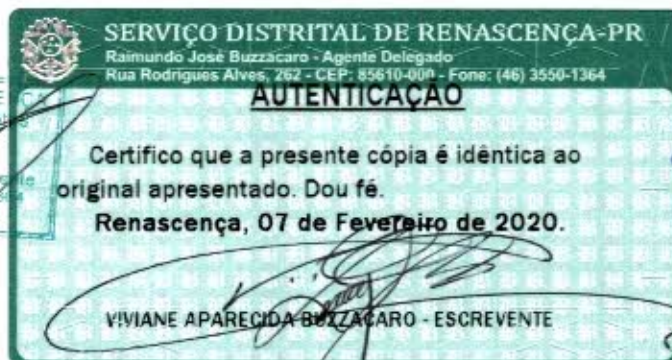 SERVIÇO DISTRITAL DE RENASCENÇA-PR
Raimundo José Buzzacaro - Agente Delegado
Rua Rodrigues Alves, 262 - CEP: 85610-000 - Fone: (46) 3550-1364
AUTENTICAÇÃO
Certifico que a presente cópia é idêntica ao
original apresentado. Dou fé.
Renascença, 07 de Fevereiro de 2020.
VIVIANE APARECIDA BUZZACARO - ESCREVENTE